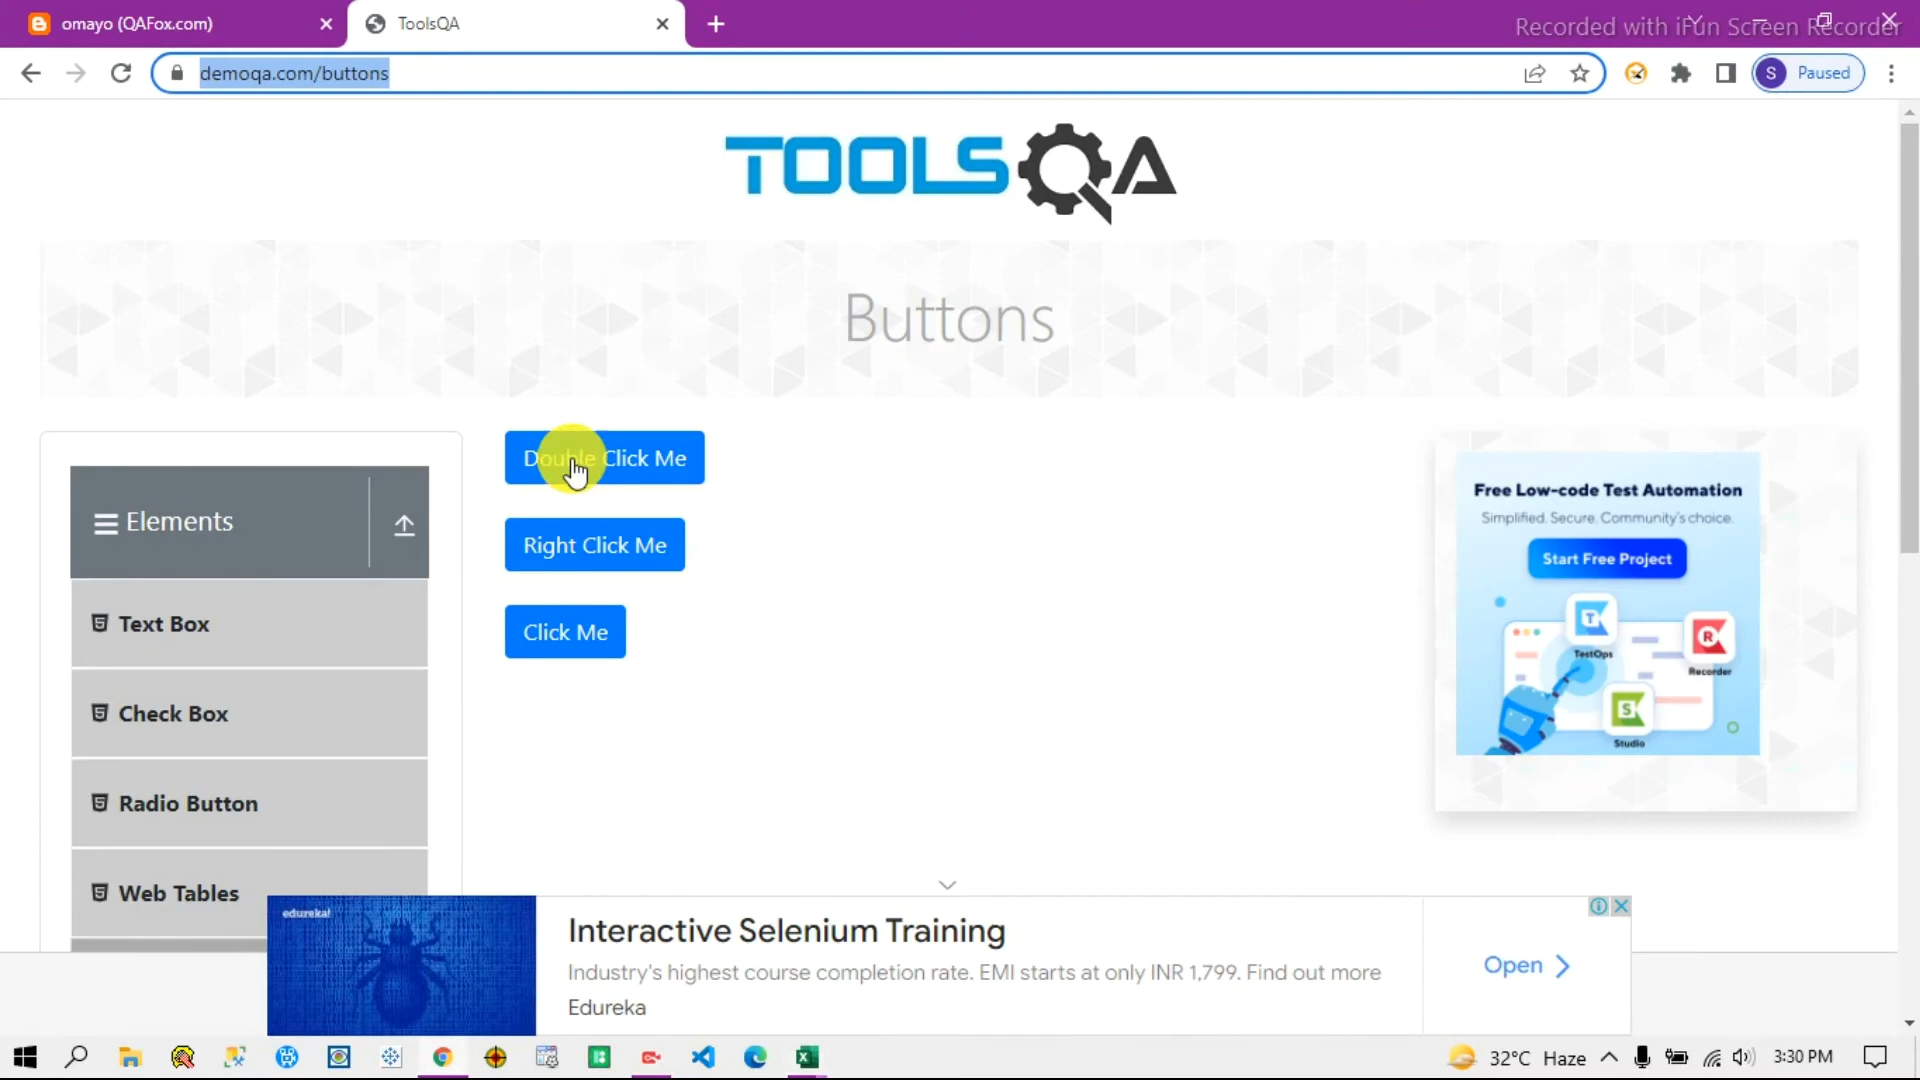 omayo (QAFox.com)
ToolsQA
Recorded with iFun Screen Recorder
demoqa.com/buttons
S
Paused
TOOLSQA
Buttons
Double Click Me
Right Click Me
Click Me
Elements
Text Box
Check Box
Radio Button
Web Tables
Free Low-code Test Automation
Simplified. Secure. Community's choice.
Start Free Project
TestOps
Recorder
Studio
edureka!
Interactive Selenium Training
Industry's highest course completion rate. EMI starts at only INR 1,799. Find out more
Edureka
Open
32°C Haze
3:30 PM